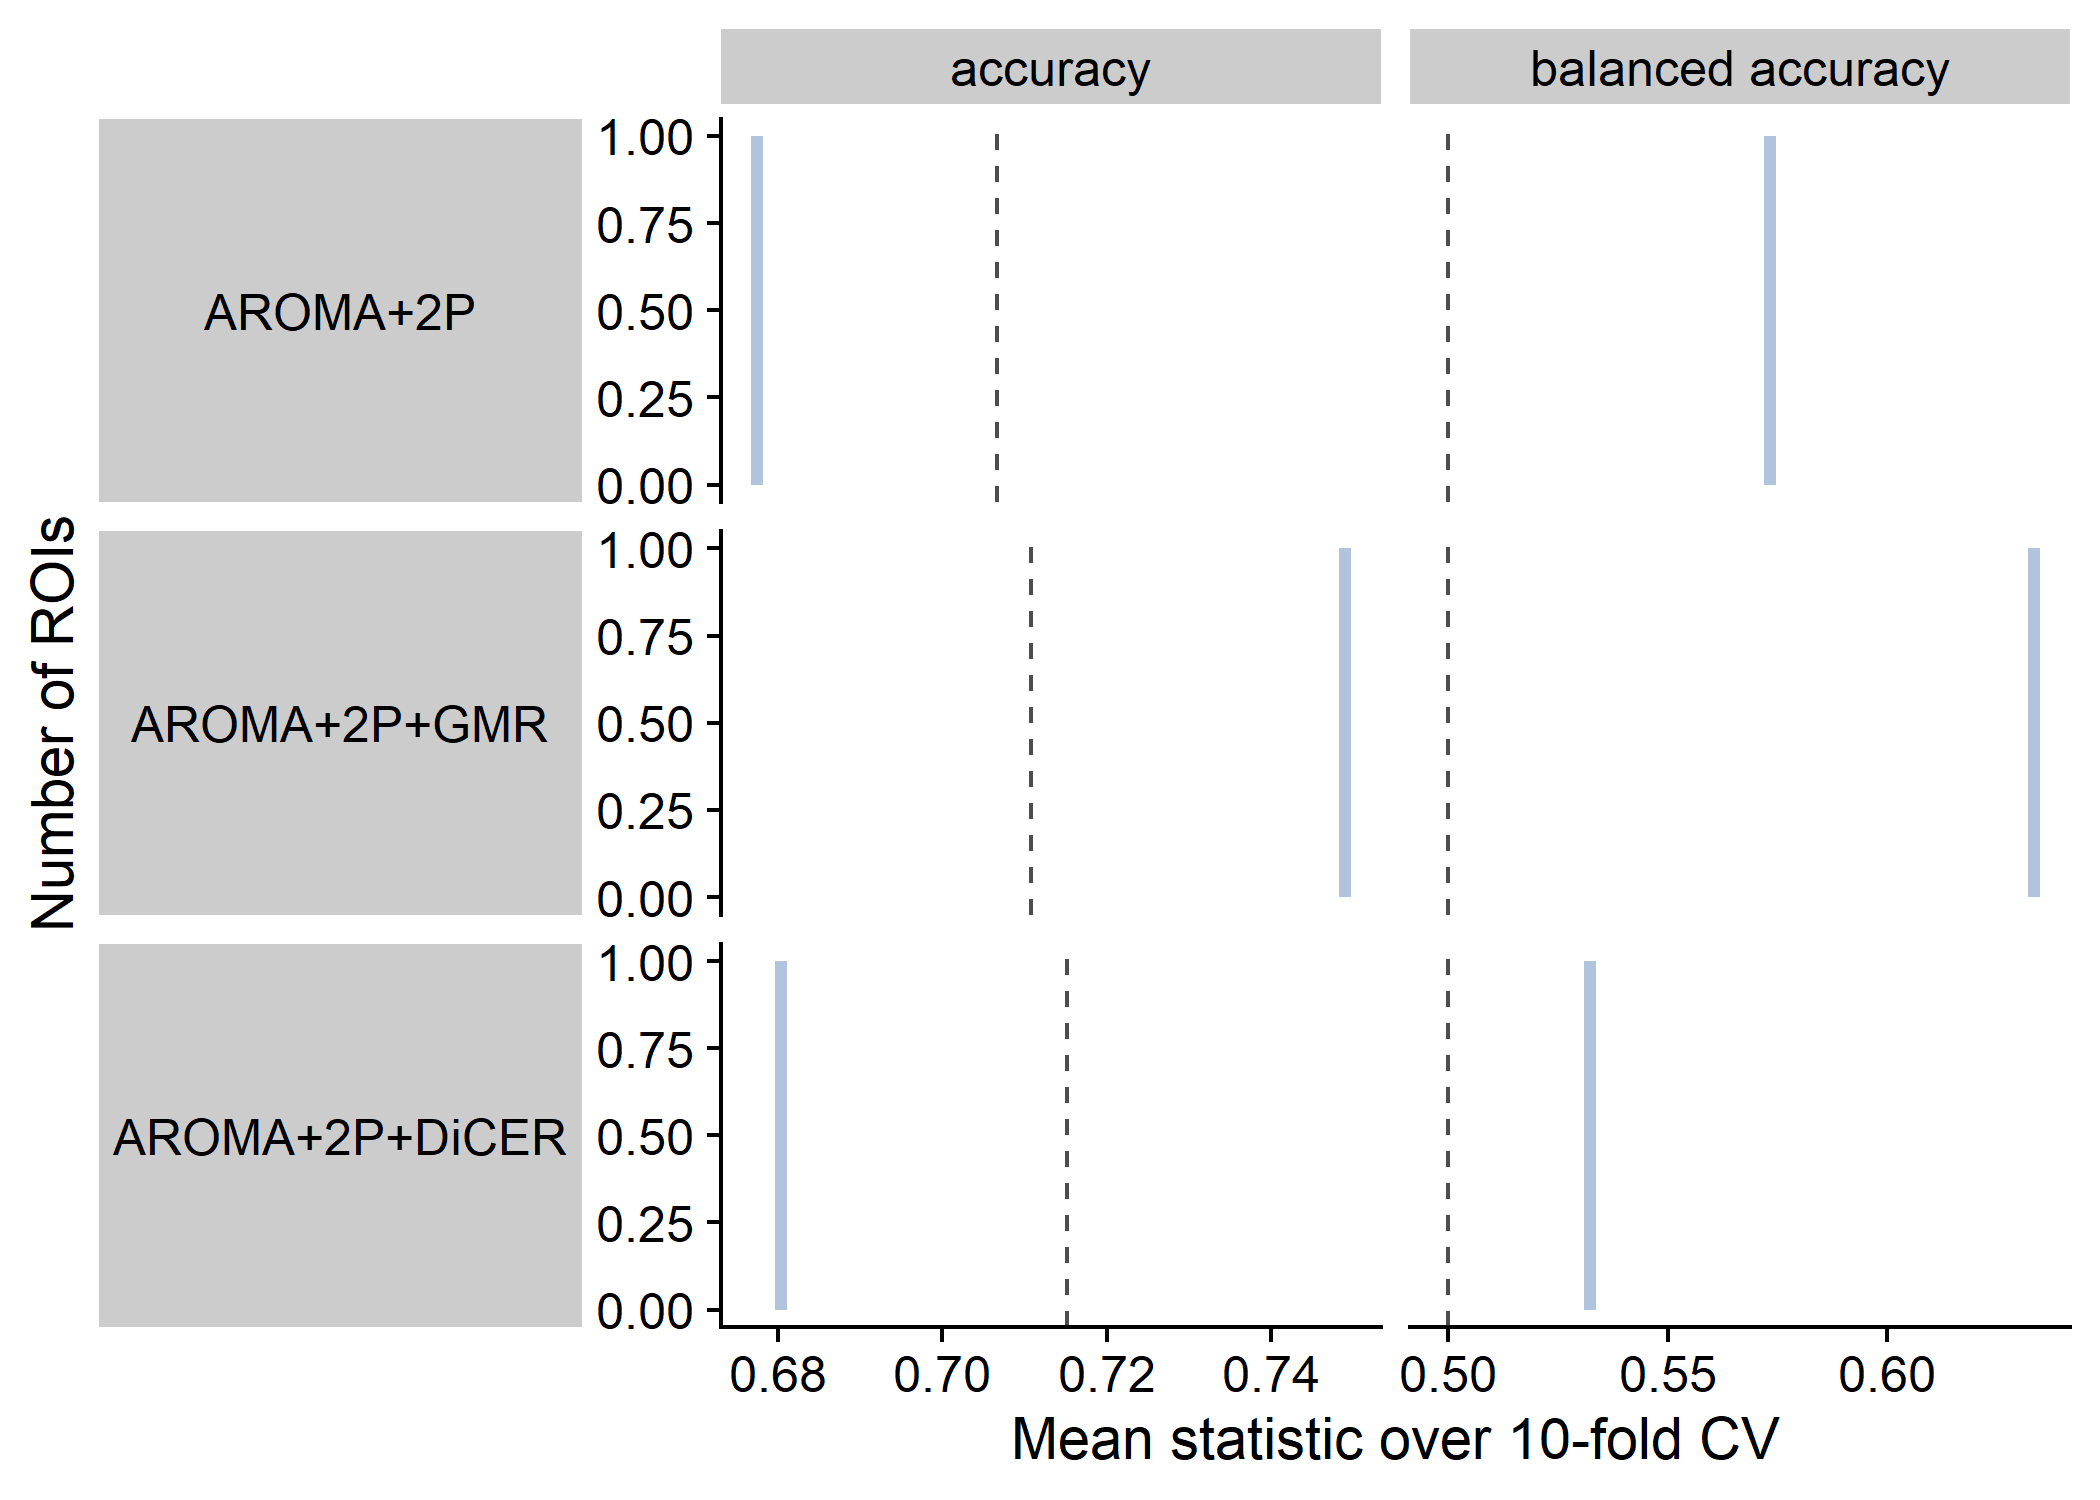 accuracy
balanced accuracy
Number of ROIs
AROMA+2P
1.00
0.75
0.50
0.25
0.00
AROMA+2P+GMR
1.00
0.75
0.50
0.25
0.00
AROMA+2P+DiCER
1.00
0.75
0.50
0.25
0.00
0.68 0.70 0.72 0.74 0.50 0.55 0.60
Mean statistic over 10-fold CV